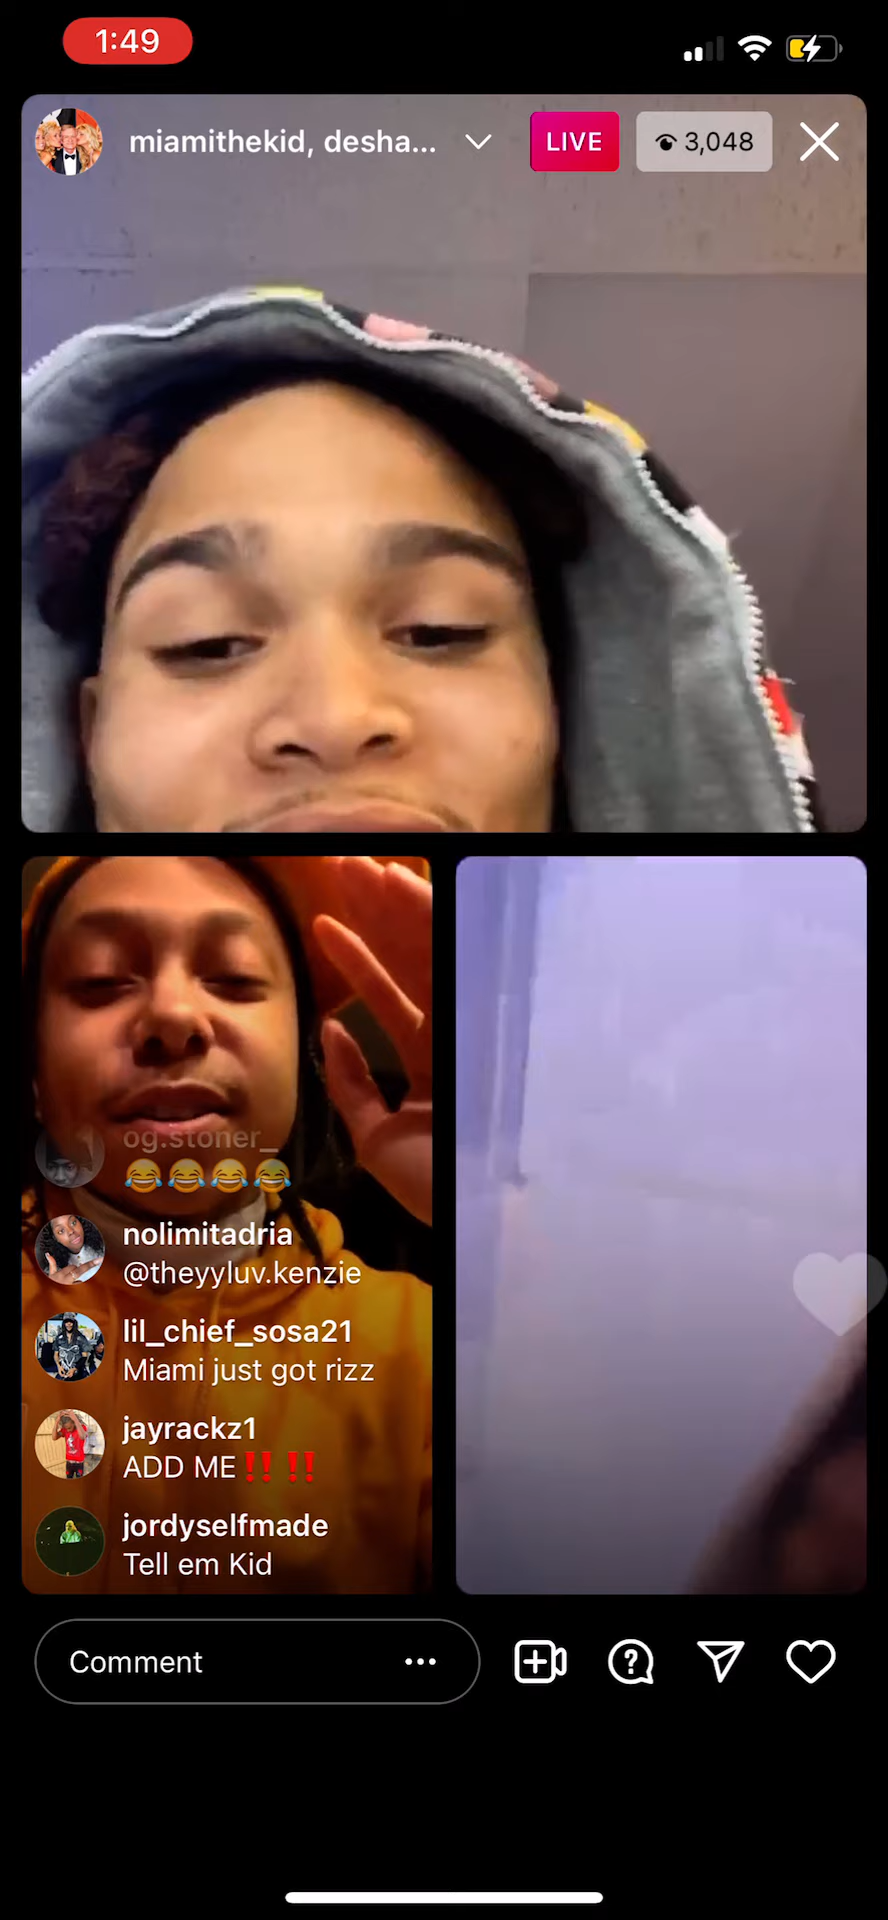 1:49
miamithekid, desha...
LIVE
3,048
og.stoner_
😂😂😂😂
nolimitadria
@theyyluv.kenzie
lil_chief_sosa21
Miami just got rizz
jayrackz1
ADD ME‼️‼️
jordyselfmade
Tell em Kid
Comment